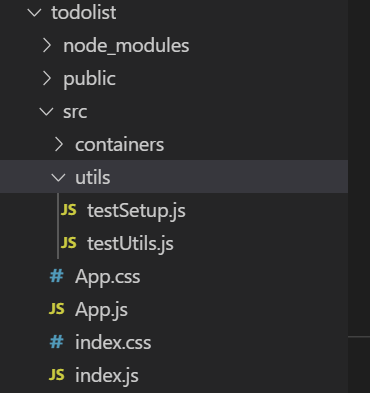 todolist
node_modules
public
src
containers
utils
JS testSetup.js
JS testUtils.js
# App.css
JS App.js
# index.css
JS index.js